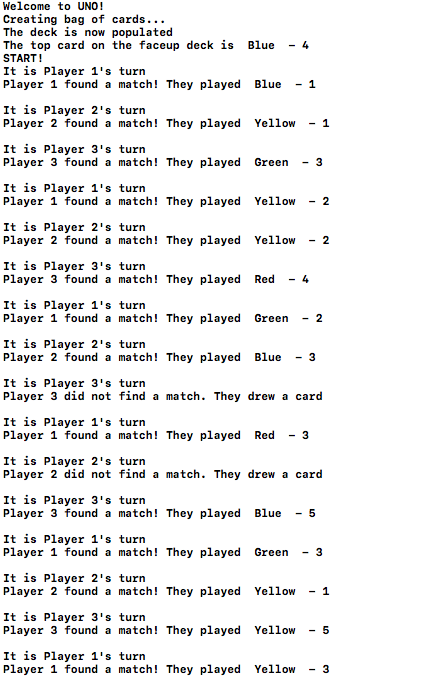 Welcome to UNO!
Creating bag of cards...
The deck is now populated
The top card on the faceup deck is  Blue  – 4
START!
It is Player 1's turn
Player 1 found a match! They played  Blue  – 1
It is Player 2's turn
Player 2 found a match! They played  Yellow  – 1
It is Player 3's turn
Player 3 found a match! They played  Green  – 3
It is Player 1's turn
Player 1 found a match! They played  Yellow  – 2
It is Player 2's turn
Player 2 found a match! They played  Yellow  – 2
It is Player 3's turn
Player 3 found a match! They played  Red  – 4
It is Player 1's turn
Player 1 found a match! They played  Green  – 2
It is Player 2's turn
Player 2 found a match! They played  Blue  – 3
It is Player 3's turn
Player 3 did not find a match. They drew a card
It is Player 1's turn
Player 1 found a match! They played  Red  – 3
It is Player 2's turn
Player 2 did not find a match. They drew a card
It is Player 3's turn
Player 3 found a match! They played  Blue  – 5
It is Player 1's turn
Player 1 found a match! They played  Green  – 3
It is Player 2's turn
Player 2 found a match! They played  Yellow  – 1
It is Player 3's turn
Player 3 found a match! They played  Yellow  – 5
It is Player 1's turn
Player 1 found a match! They played  Yellow  – 3